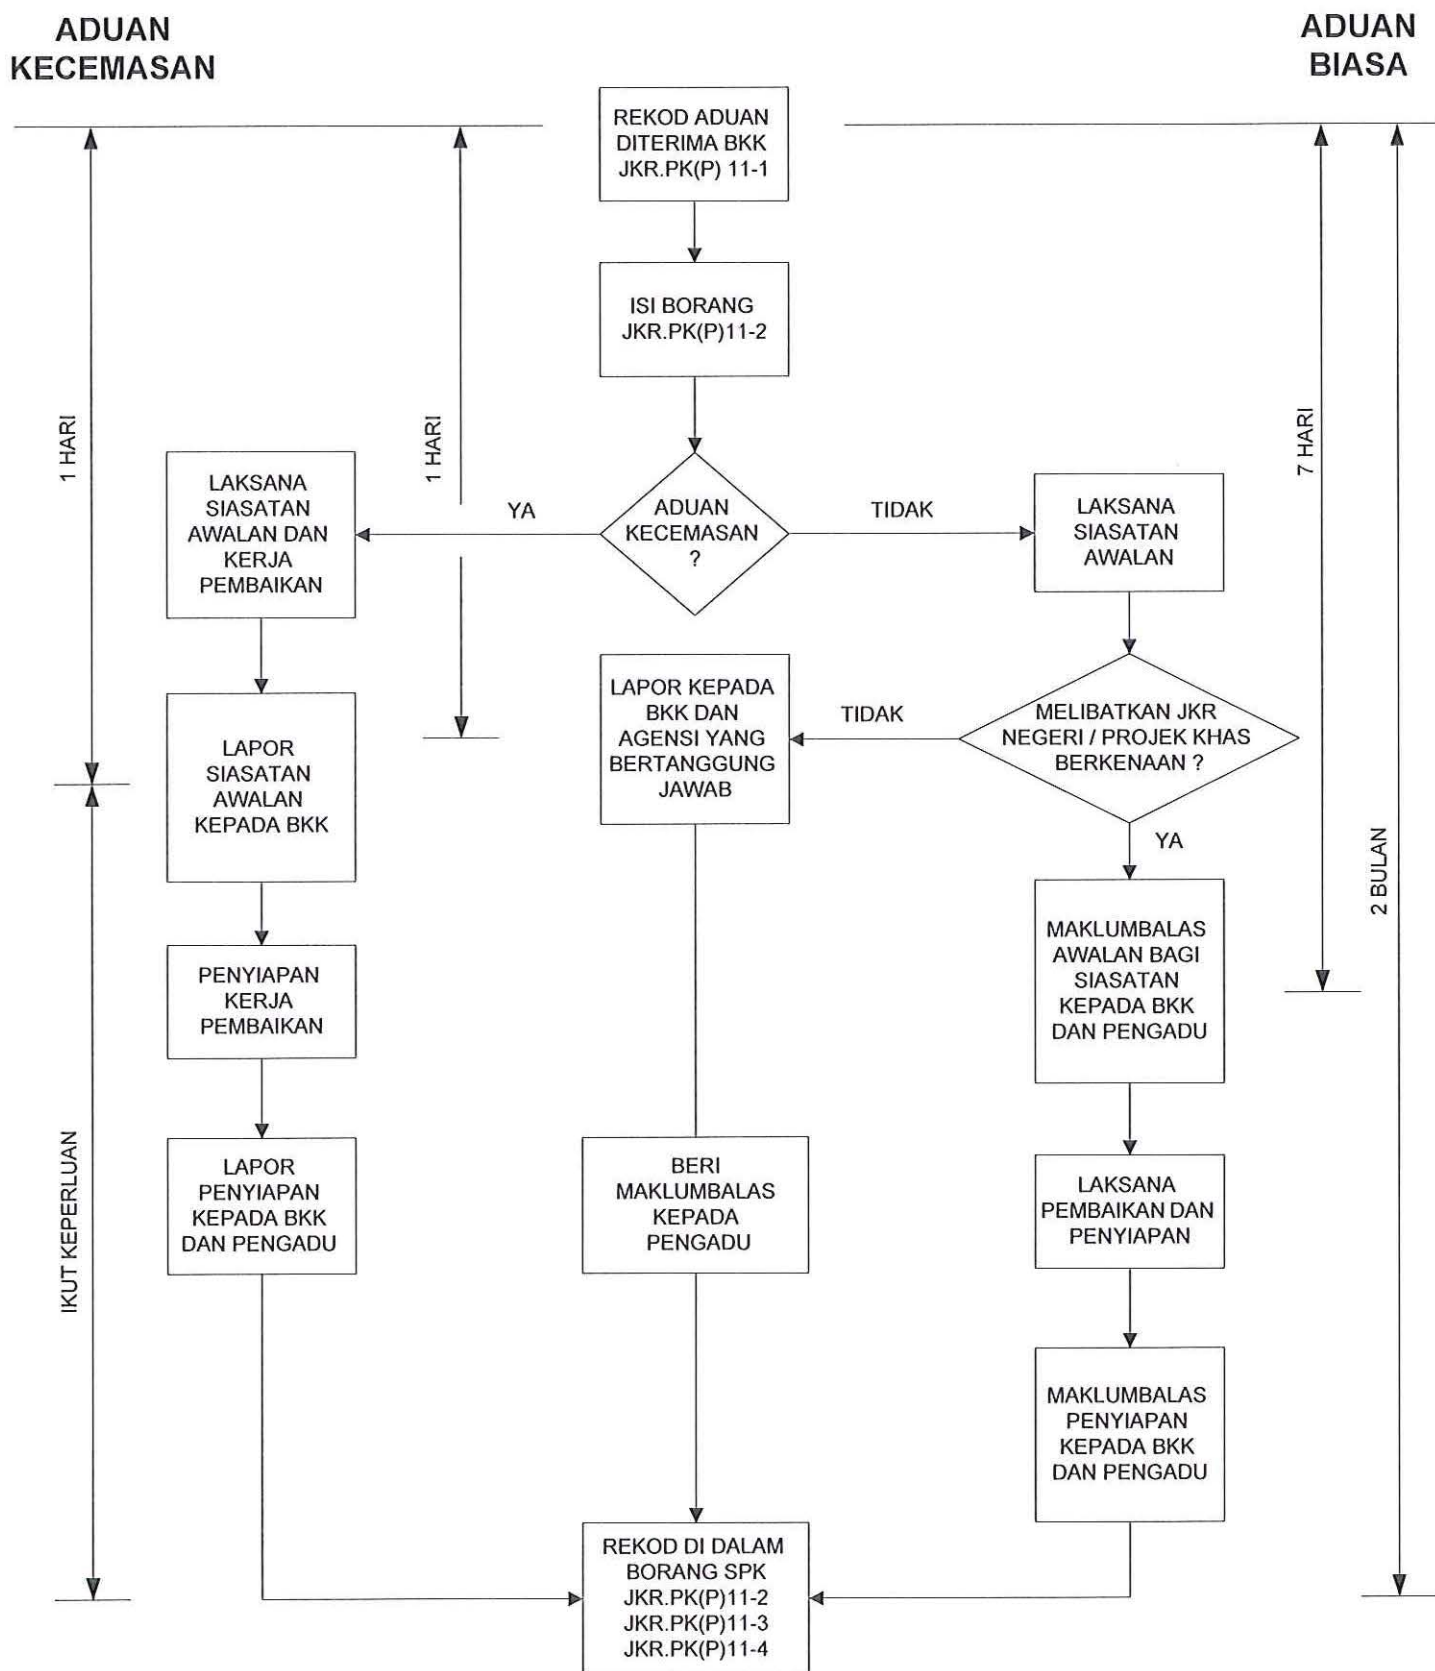 ADUAN
KECEMASAN
ADUAN
BIASA
REKOD ADUAN
DITERIMA BKK
JKR.PK(P) 11-1
ISI BORANG
JKR.PK(P)11-2
1 HARI
1 HARI
7 HARI
2 BULAN
IKUT KEPERLUAN
ADUAN
KECEMASAN
?
YA
TIDAK
LAKSANA
SIASATAN
AWALAN DAN
KERJA
PEMBAIKAN
LAKSANA
SIASATAN
AWALAN
LAPOR
SIASATAN
AWALAN
KEPADA BKK
LAPOR KEPADA
BKK DAN
AGENSI YANG
BERTANGGUNG
JAWAB
TIDAK
MELIBATKAN JKR
NEGERI / PROJEK KHAS
BERKENAAN ?
YA
PENYIAPAN
KERJA
PEMBAIKAN
MAKLUMBALAS
AWALAN BAGI
SIASATAN
KEPADA BKK
DAN PENGADU
LAPOR
PENYIAPAN
KEPADA BKK
DAN PENGADU
BERI
MAKLUMBALAS
KEPADA
PENGADU
LAKSANA
PEMBAIKAN DAN
PENYIAPAN
MAKLUMBALAS
PENYIAPAN
KEPADA BKK
DAN PENGADU
REKOD DI DALAM
BORANG SPK
JKR.PK(P)11-2
JKR.PK(P)11-3
JKR.PK(P)11-4